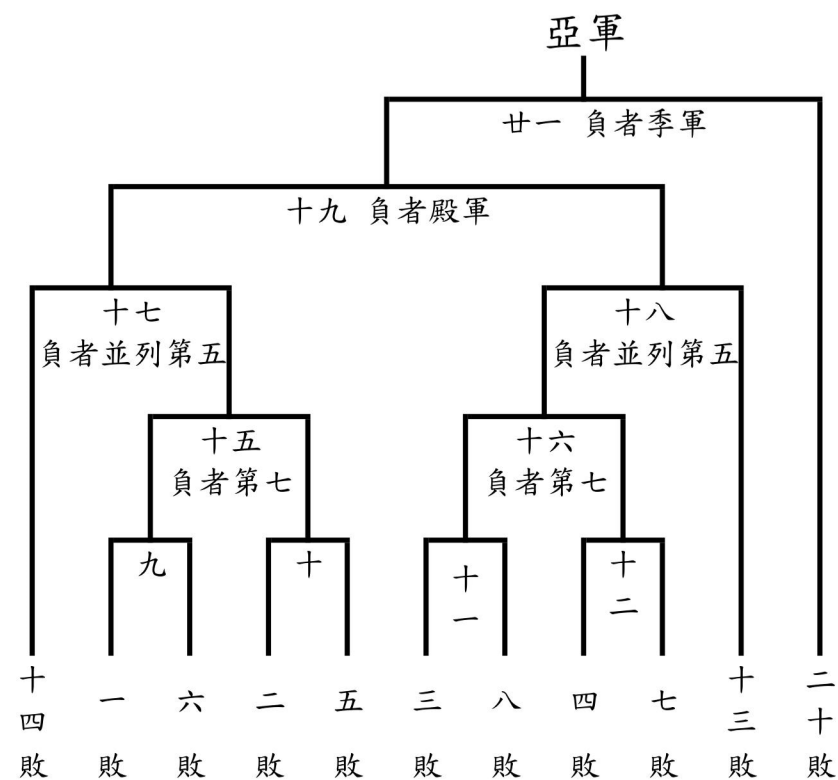 亞軍
廿一 負者季軍
十九 負者殿軍
十七
負者並列第五
十八
負者並列第五
十五
負者第七
十六
負者第七
九
十
十一
十二
十四敗
一敗
六敗
二敗
五敗
三敗
八敗
四敗
七敗
十三敗
二十敗